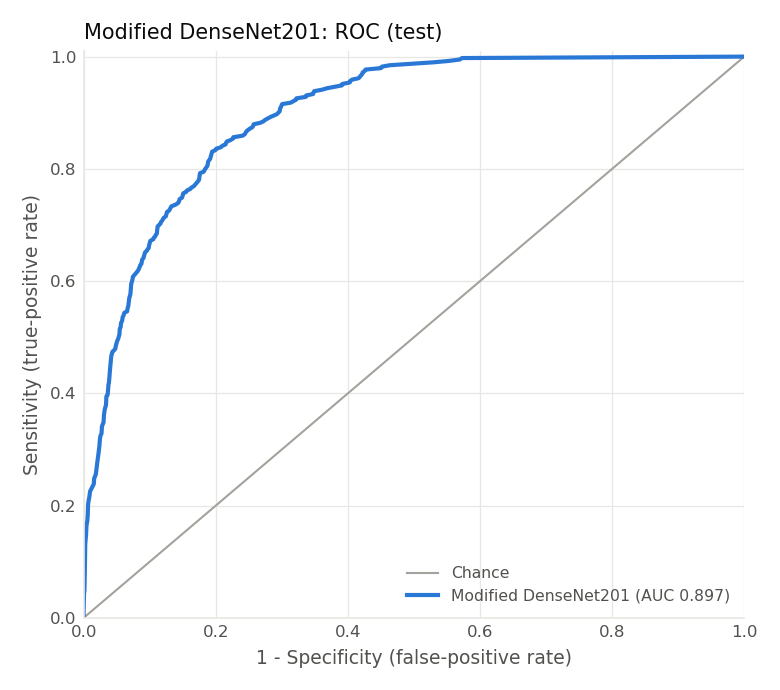 Modified DenseNet201: ROC (test)
1.0
0.8
0.6
0.4
0.2
0.0
Sensitivity (true-positive rate)
Chance
Modified DenseNet201 (AUC 0.897)
0.0 0.2 0.4 0.6 0.8 1.0
1 - Specificity (false-positive rate)